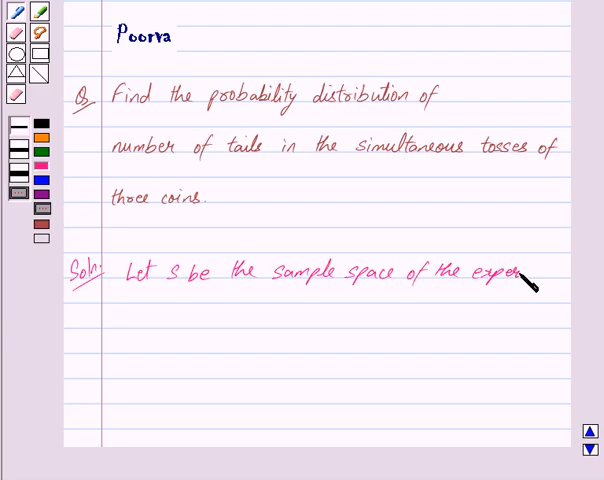 Poorva
Q Find the probability distribution of
number of tails in the simultaneous tosses of
three coins.
Soln: Let S be the sample space of the exper